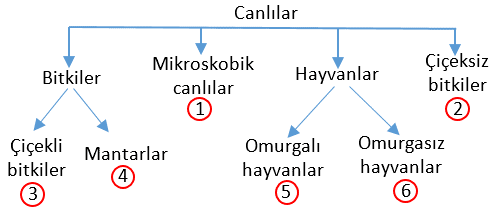 Canlılar
Bitkiler
Mikroskobik
canlılar
1
Hayvanlar
Çiçeksiz
bitkiler
2
Çiçekli
bitkiler
3
Mantarlar
4
Omurgalı
hayvanlar
5
Omurgasız
hayvanlar
6